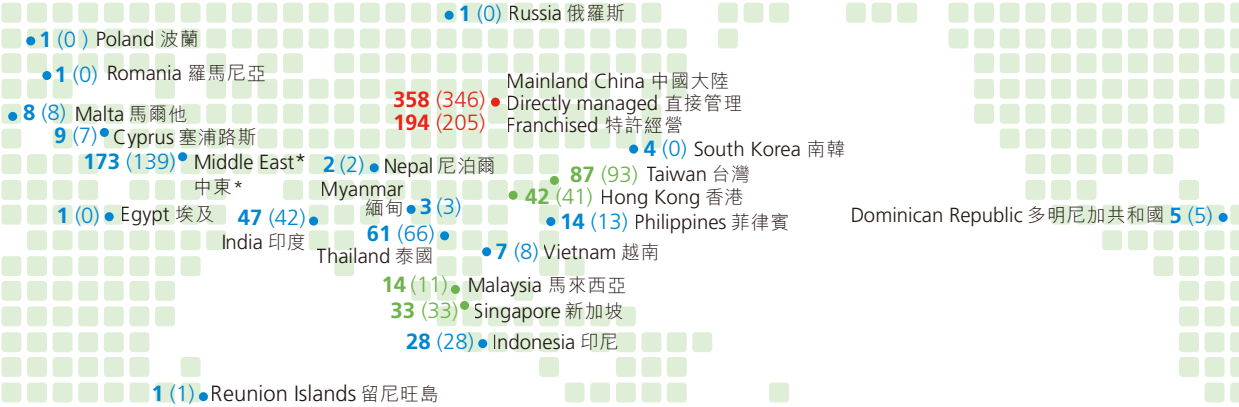 1 (0) Russia 俄羅斯
1 (0 ) Poland 波蘭
1 (0) Romania 羅馬尼亞
Mainland China 中國大陸
358 (346) Directly managed 直接管理
194 (205) Franchised 特許經營
8 (8) Malta 馬爾他
9 (7) Cyprus 塞浦路斯
4 (0) South Korea 南韓
173 (139) Middle East*
中東*
2 (2) Nepal 尼泊爾
87 (93) Taiwan 台灣
Myanmar
緬甸 3 (3)
42 (41) Hong Kong 香港
1 (0) Egypt 埃及
47 (42)
India 印度
14 (13) Philippines 菲律賓
Dominican Republic 多明尼加共和國 5 (5)
61 (66)
Thailand 泰國
7 (8) Vietnam 越南
14 (11) Malaysia 馬來西亞
33 (33) Singapore 新加坡
28 (28) Indonesia 印尼
1 (1) Reunion Islands 留尼旺島